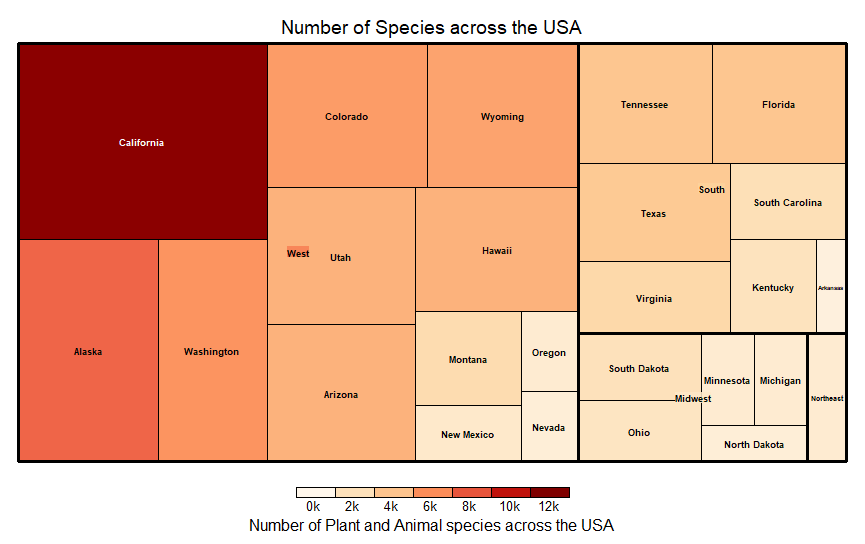 Number of Species across the USA
California
Colorado
Wyoming
Tennessee
Florida
Texas
South
South Carolina
West
Utah
Hawaii
Virginia
Kentucky
Arkansas
Alaska
Washington
Arizona
Montana
Oregon
New Mexico
Nevada
South Dakota
Midwest
Minnesota
Michigan
Northeast
Ohio
North Dakota
0k 2k 4k 6k 8k 10k 12k
Number of Plant and Animal species across the USA